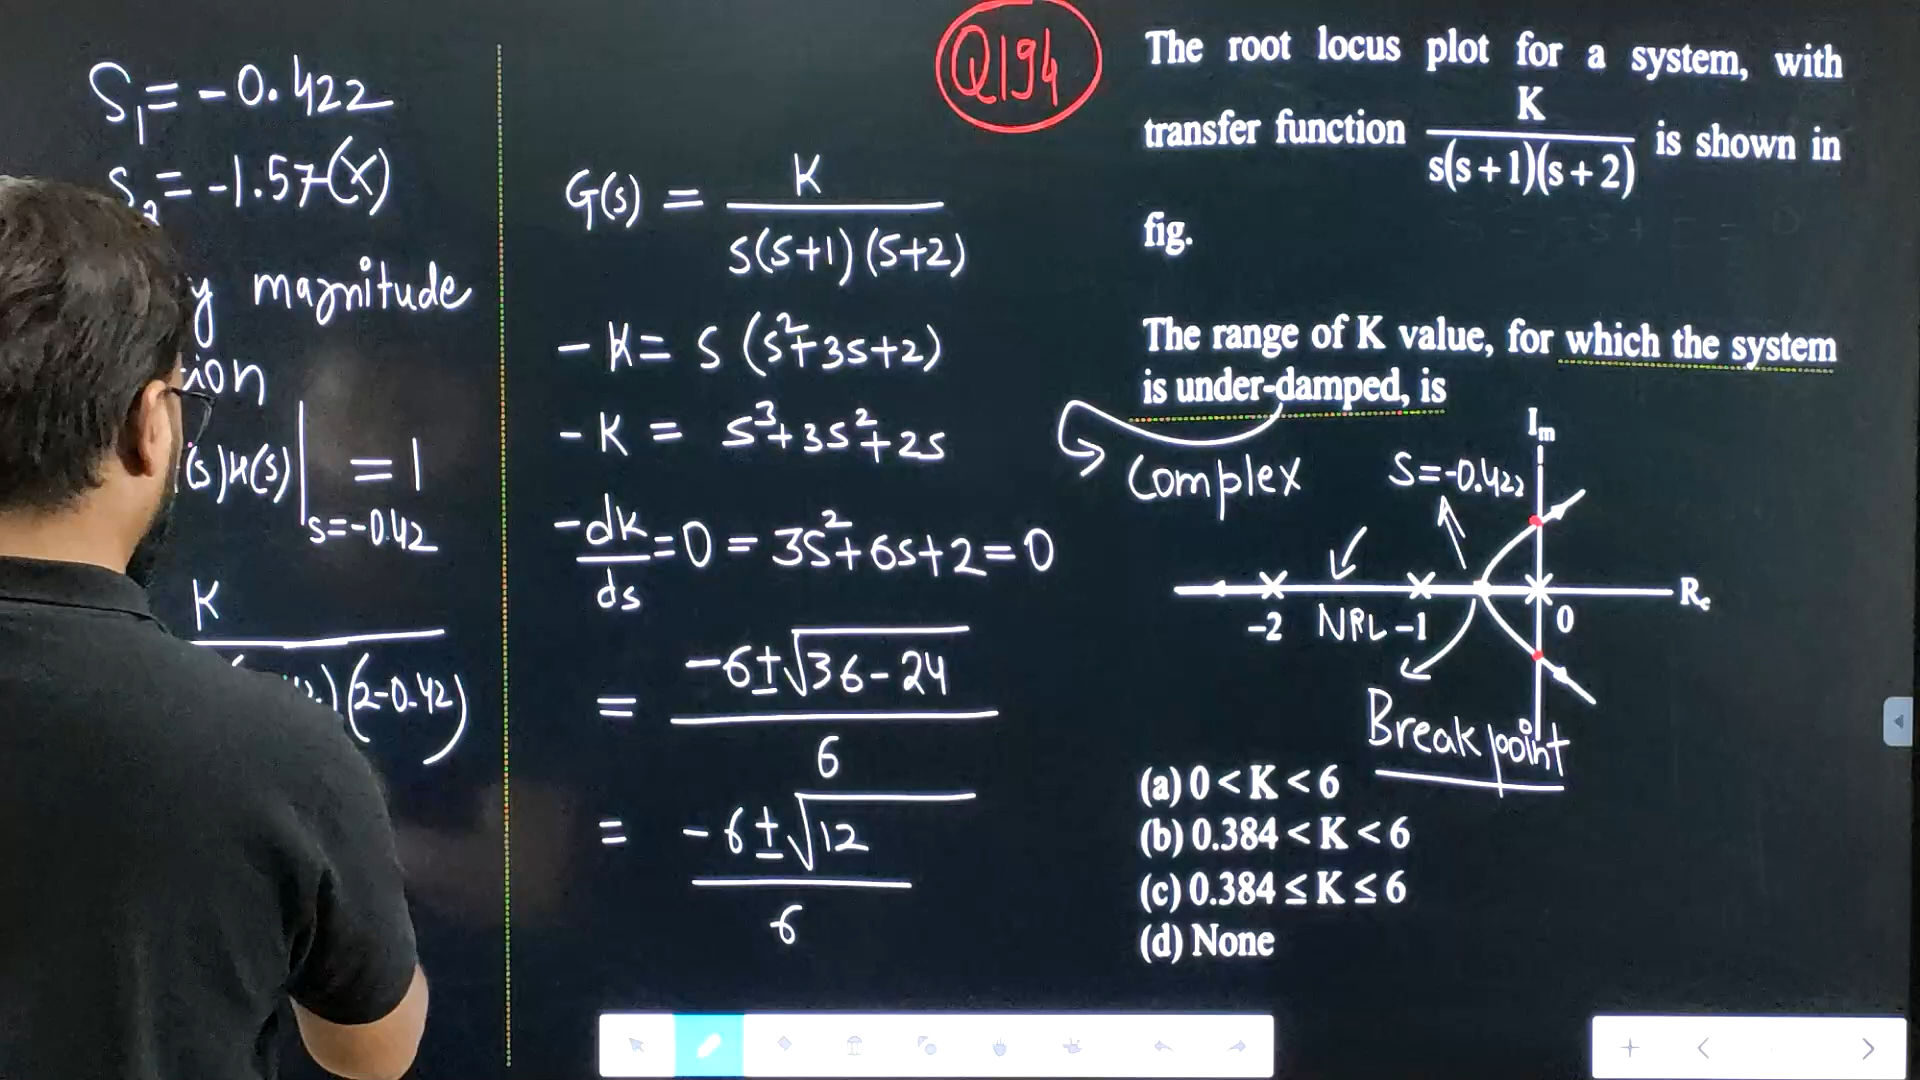 S₁ = -0.422
S₂ = -1.57 (x)
y magnitude
ion
(s)H(s)| = 1
s=-0.42
K
(2-0.42)
Q194
G(s) = K
s(s+1)(s+2)
-K = s (s²+3s+2)
-K = s³+3s²+2s
-dk/ds = 0 = 3s²+6s+2 = 0
= -6±√36-24
6
= -6±√12
6
The root locus plot for a system, with
transfer function K/s(s+1)(s+2) is shown in
fig.
The range of K value, for which the system
is under-damped, is
Complex
Im
S=-0.422
Re
-2 NRL -1 0
Break point
(a) 0 < K < 6
(b) 0.384 < K < 6
(c) 0.384 ≤ K ≤ 6
(d) None